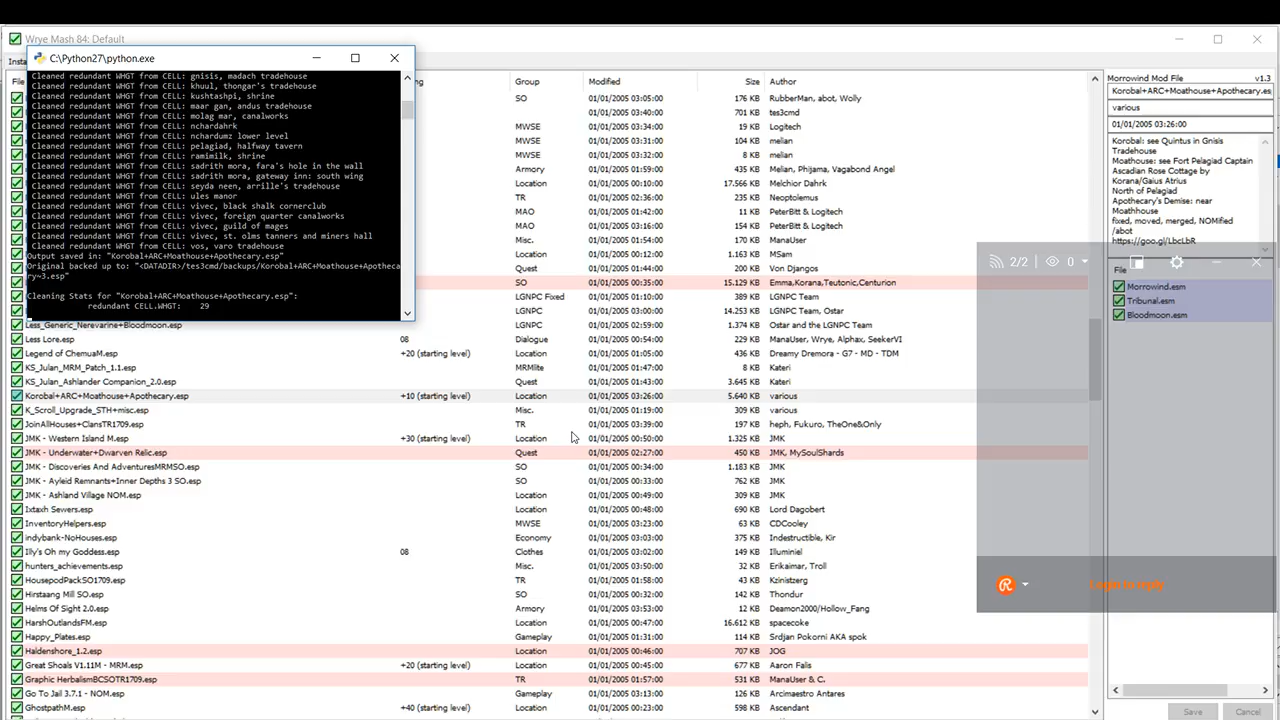 Wrye Mash 84: Default
C:\Python27\python.exe
Cleaned redundant WHGT from CELL: gnisis, madach tradehouse
Cleaned redundant WHGT from CELL: khuul, thongar's tradehouse
Cleaned redundant WHGT from CELL: kushtashpi, shrine
Cleaned redundant WHGT from CELL: maar gan, andus tradehouse
Cleaned redundant WHGT from CELL: molag mar, canalworks
Cleaned redundant WHGT from CELL: nchardahrk
Cleaned redundant WHGT from CELL: nchardumz lower level
Cleaned redundant WHGT from CELL: pelagiad, halfway tavern
Cleaned redundant WHGT from CELL: ramimilk, shrine
Cleaned redundant WHGT from CELL: sadrith mora, fara's hole in the wall
Cleaned redundant WHGT from CELL: sadrith mora, gateway inn: south wing
Cleaned redundant WHGT from CELL: seyda neen, arrille's tradehouse
Cleaned redundant WHGT from CELL: ules manor
Cleaned redundant WHGT from CELL: vivec, black shalk cornerclub
Cleaned redundant WHGT from CELL: vivec, foreign quarter canalworks
Cleaned redundant WHGT from CELL: vivec, guild of mages
Cleaned redundant WHGT from CELL: vivec, st. olms tanners and miners hall
Cleaned redundant WHGT from CELL: vos, varo tradehouse
Output saved in: "Korobal+ARC+Moathouse+Apothecary.esp"
Original backed up to: "<DATADIR>/tes3cmd/backups/Korobal+ARC+Moathouse+Apotheca
ry~3.esp"
Cleaning Stats for "Korobal+ARC+Moathouse+Apothecary.esp":
redundant CELL.WHGT: 29
Insta
File ng Group Modified Size Author
SO 01/01/2005 03:05:00 176 KB RubberMan, abot, Wolly
01/01/2005 03:40:00 701 KB tes3cmd
MWSE 01/01/2005 03:34:00 19 KB Logitech
MWSE 01/01/2005 03:31:00 104 KB melian
MWSE 01/01/2005 03:32:00 8 KB melian
Armory 01/01/2005 01:59:00 435 KB Melian, Phijama, Vagabond Angel
Location 01/01/2005 00:10:00 17.566 KB Melchior Dahrk
TR 01/01/2005 02:36:00 235 KB Neoptolemus
MAO 01/01/2005 01:42:00 11 KB PeterBitt & Logitech
MAO 01/01/2005 03:16:00 154 KB PeterBitt & Logitech
Misc. 01/01/2005 01:54:00 170 KB ManaUser
Location 01/01/2005 01:12:00 1.163 KB MSam
Quest 01/01/2005 01:44:00 200 KB Von Djangos
SO 01/01/2005 00:35:00 15.129 KB Emma,Korana,Teutonic,Centurion
LGNPC Fixed 01/01/2005 01:10:00 389 KB LGNPC Team
LGNPC 01/01/2005 00:03:00 14.253 KB LGNPC Team, Ostar
Less_Generic_Nerevarine+Bloodmoon.esp LGNPC 01/01/2005 02:59:00 1.374 KB Ostar and the LGNPC Team
Less Lore.esp 08 Dialogue 01/01/2005 00:54:00 229 KB ManaUser, Wrye, Alphax, SeekerVI
Legend of ChemuaM.esp +20 (starting level) Location 01/01/2005 01:05:00 436 KB Dreamy Dremora - G7 - MD - TDM
KS_Julan_MRM_Patch_1.1.esp MRMlite 01/01/2005 01:47:00 8 KB Kateri
KS_Julan_Ashlander Companion_2.0.esp Quest 01/01/2005 01:43:00 3.645 KB Kateri
Korobal+ARC+Moathouse+Apothecary.esp +10 (starting level) Location 01/01/2005 03:26:00 5.640 KB various
K_Scroll_Upgrade_STH+misc.esp Misc. 01/01/2005 01:19:00 309 KB various
JoinAllHouses+ClansTR1709.esp TR 01/01/2005 03:39:00 197 KB heph, Fukuro, TheOne&Only
JMK - Western Island M.esp +30 (starting level) Location 01/01/2005 00:50:00 1.325 KB JMK
JMK - Underwater+Dwarven Relic.esp Quest 01/01/2005 02:27:00 450 KB JMK, MySoulShards
JMK - Discoveries And AdventuresMRMSO.esp SO 01/01/2005 00:34:00 1.183 KB JMK
JMK - Ayleid Remnants+Inner Depths 3 SO.esp SO 01/01/2005 00:33:00 762 KB JMK
JMK - Ashland Village NOM.esp Location 01/01/2005 00:49:00 309 KB JMK
Ixtaxh Sewers.esp Location 01/01/2005 00:48:00 690 KB Lord Dagobert
InventoryHelpers.esp MWSE 01/01/2005 03:23:00 63 KB CDCooley
indybank-NoHouses.esp Economy 01/01/2005 03:03:00 375 KB Indestructible, Kir
Illy's Oh my Goddess.esp 08 Clothes 01/01/2005 03:02:00 149 KB Illuminiel
hunters_achievements.esp Misc. 01/01/2005 03:50:00 32 KB Erikaimar, Troll
HousepodPackSO1709.esp TR 01/01/2005 01:58:00 43 KB Kzinistzerg
Hirstaang Mill SO.esp SO 01/01/2005 00:32:00 142 KB Thondur
Helms Of Sight 2.0.esp Armory 01/01/2005 03:53:00 12 KB Deamon2000/Hollow_Fang
HarshOutlandsFM.esp Location 01/01/2005 00:47:00 16.612 KB spacecoke
Happy_Plates.esp Gameplay 01/01/2005 01:31:00 114 KB Srdjan Pokorni AKA spok
Haldenshore_1.2.esp Location 01/01/2005 00:46:00 707 KB JOG
Great Shoals V1.11M - MRM.esp +20 (starting level) Location 01/01/2005 00:45:00 677 KB Aaron Falis
Graphic HerbalismBCSOTR1709.esp TR 01/01/2005 01:57:00 531 KB ManaUser & C.
Go To Jail 3.7.1 - NOM.esp Gameplay 01/01/2005 03:13:00 126 KB Arcimaestro Antares
GhostpathM.esp +40 (starting level) Location 01/01/2005 00:23:00 598 KB Ascendant
Morrowind Mod File v1.3
Korobal+ARC+Moathouse+Apothecary.es
various
01/01/2005 03:26:00
Korobal: see Quintus in Gnisis
Tradehouse
Moathouse: see Fort Pelagiad Captain
Ascadian Rose Cottage by
Korana/Gaius Atrius
North of Pelagiad
Apothecary's Demise: near
Moathhouse
fixed, moved, merged, NOMified
/abot
https://goo.gl/LbcLbR
2/2 0
File
Morrowind.esm
Tribunal.esm
Bloodmoon.esm
Login to reply
Save Cancel